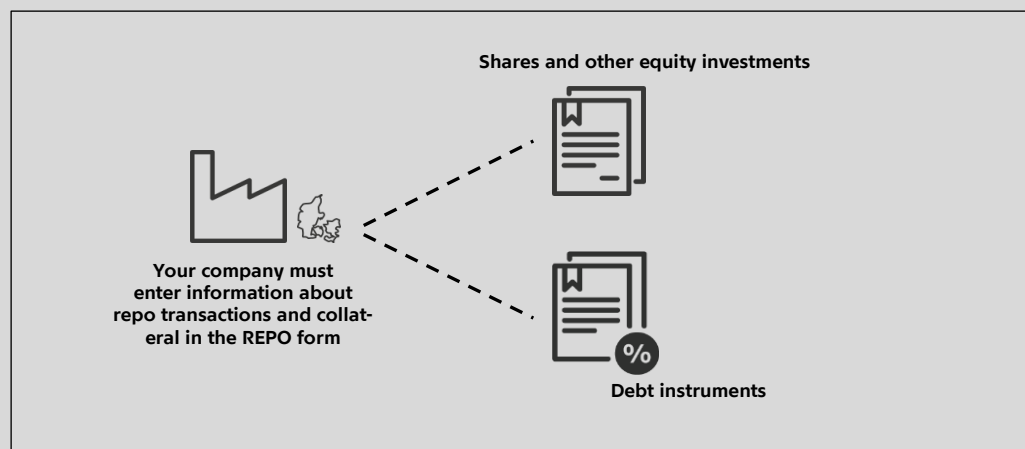 Shares and other equity investments
Your company must
enter information about
repo transactions and collat-
eral in the REPO form
%
Debt instruments